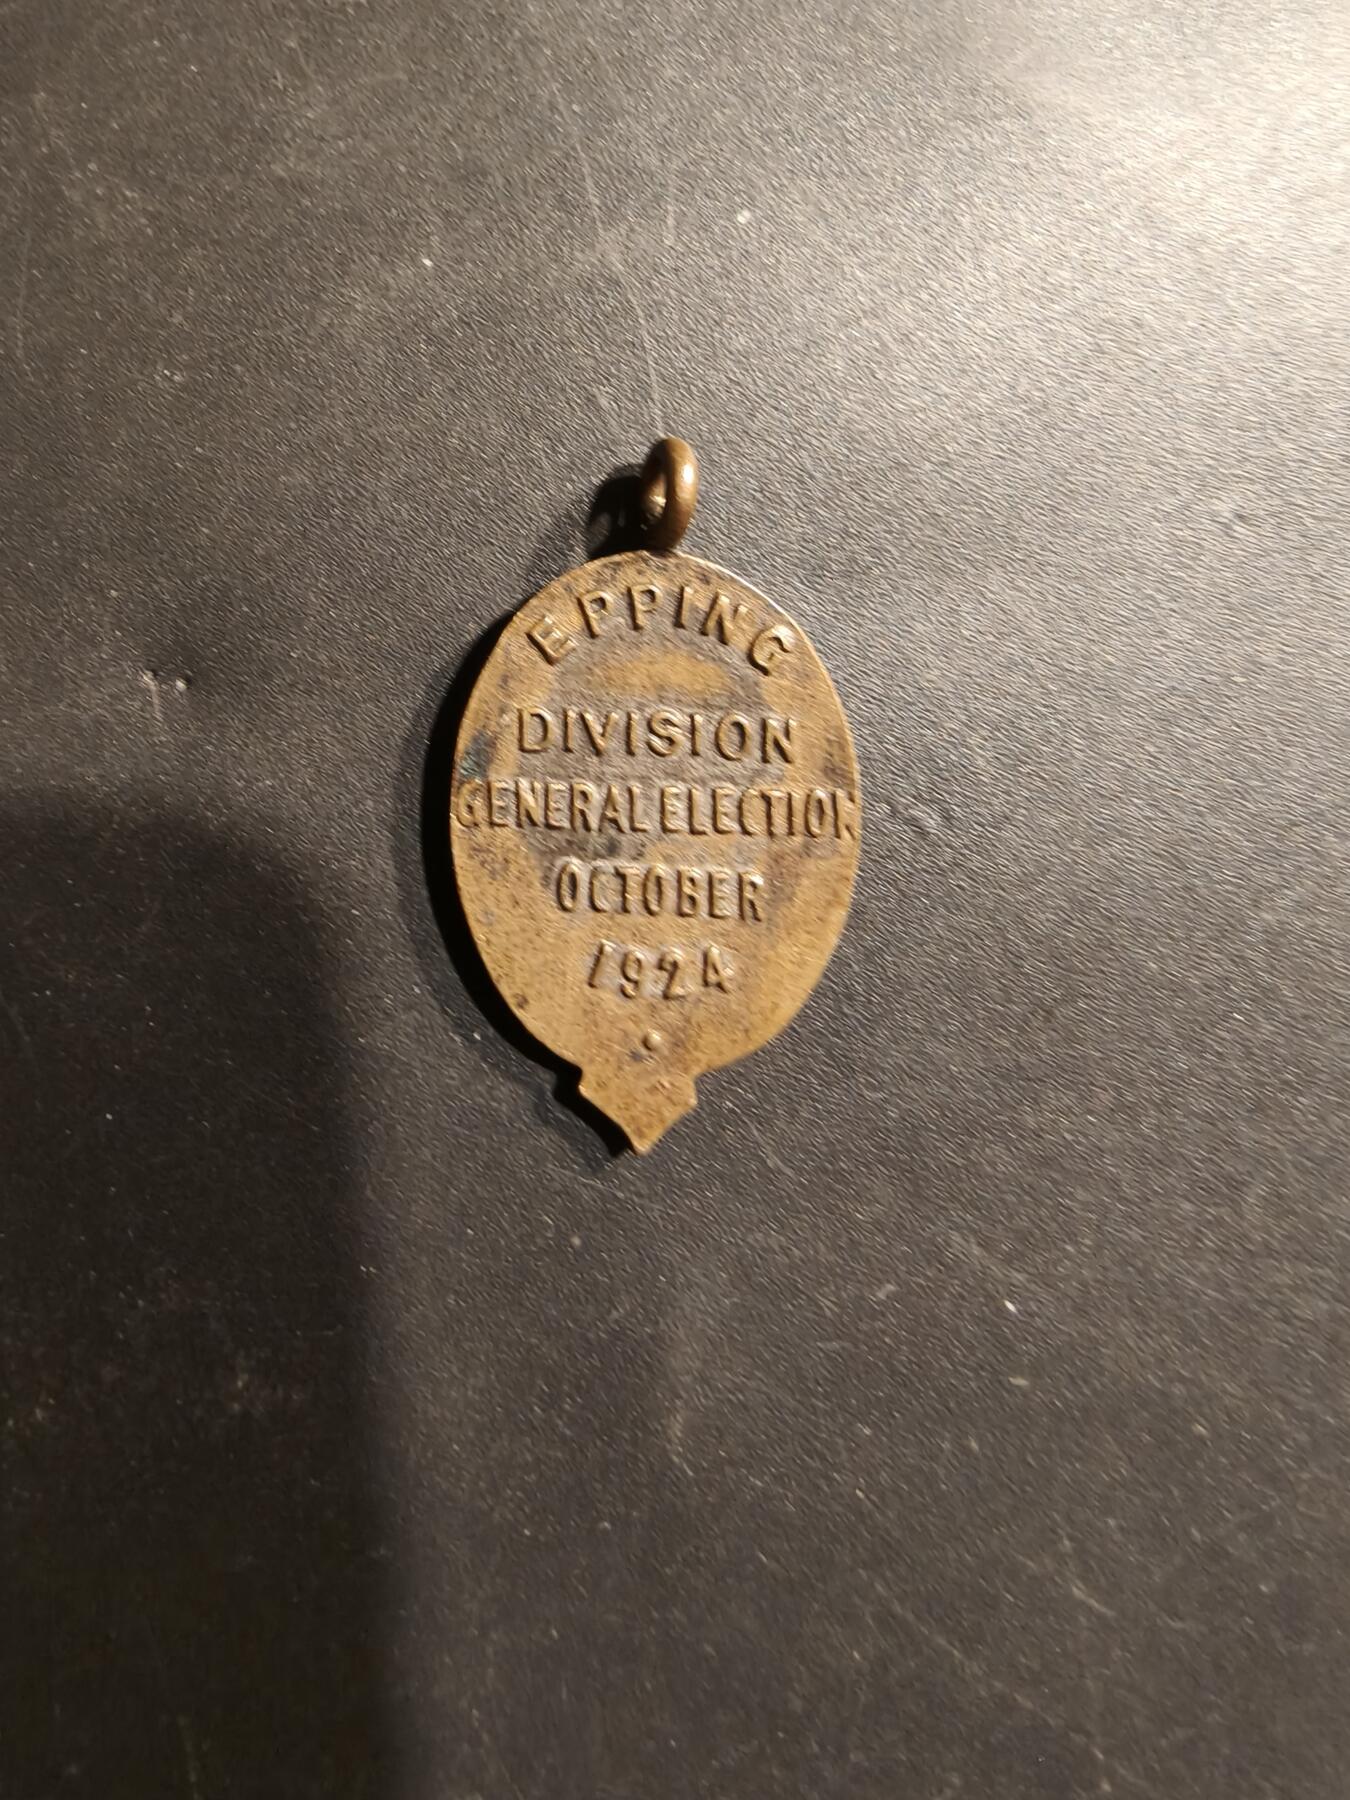 EPPING
DIVISION
GENERAL ELECTION
OCTOBER
1924